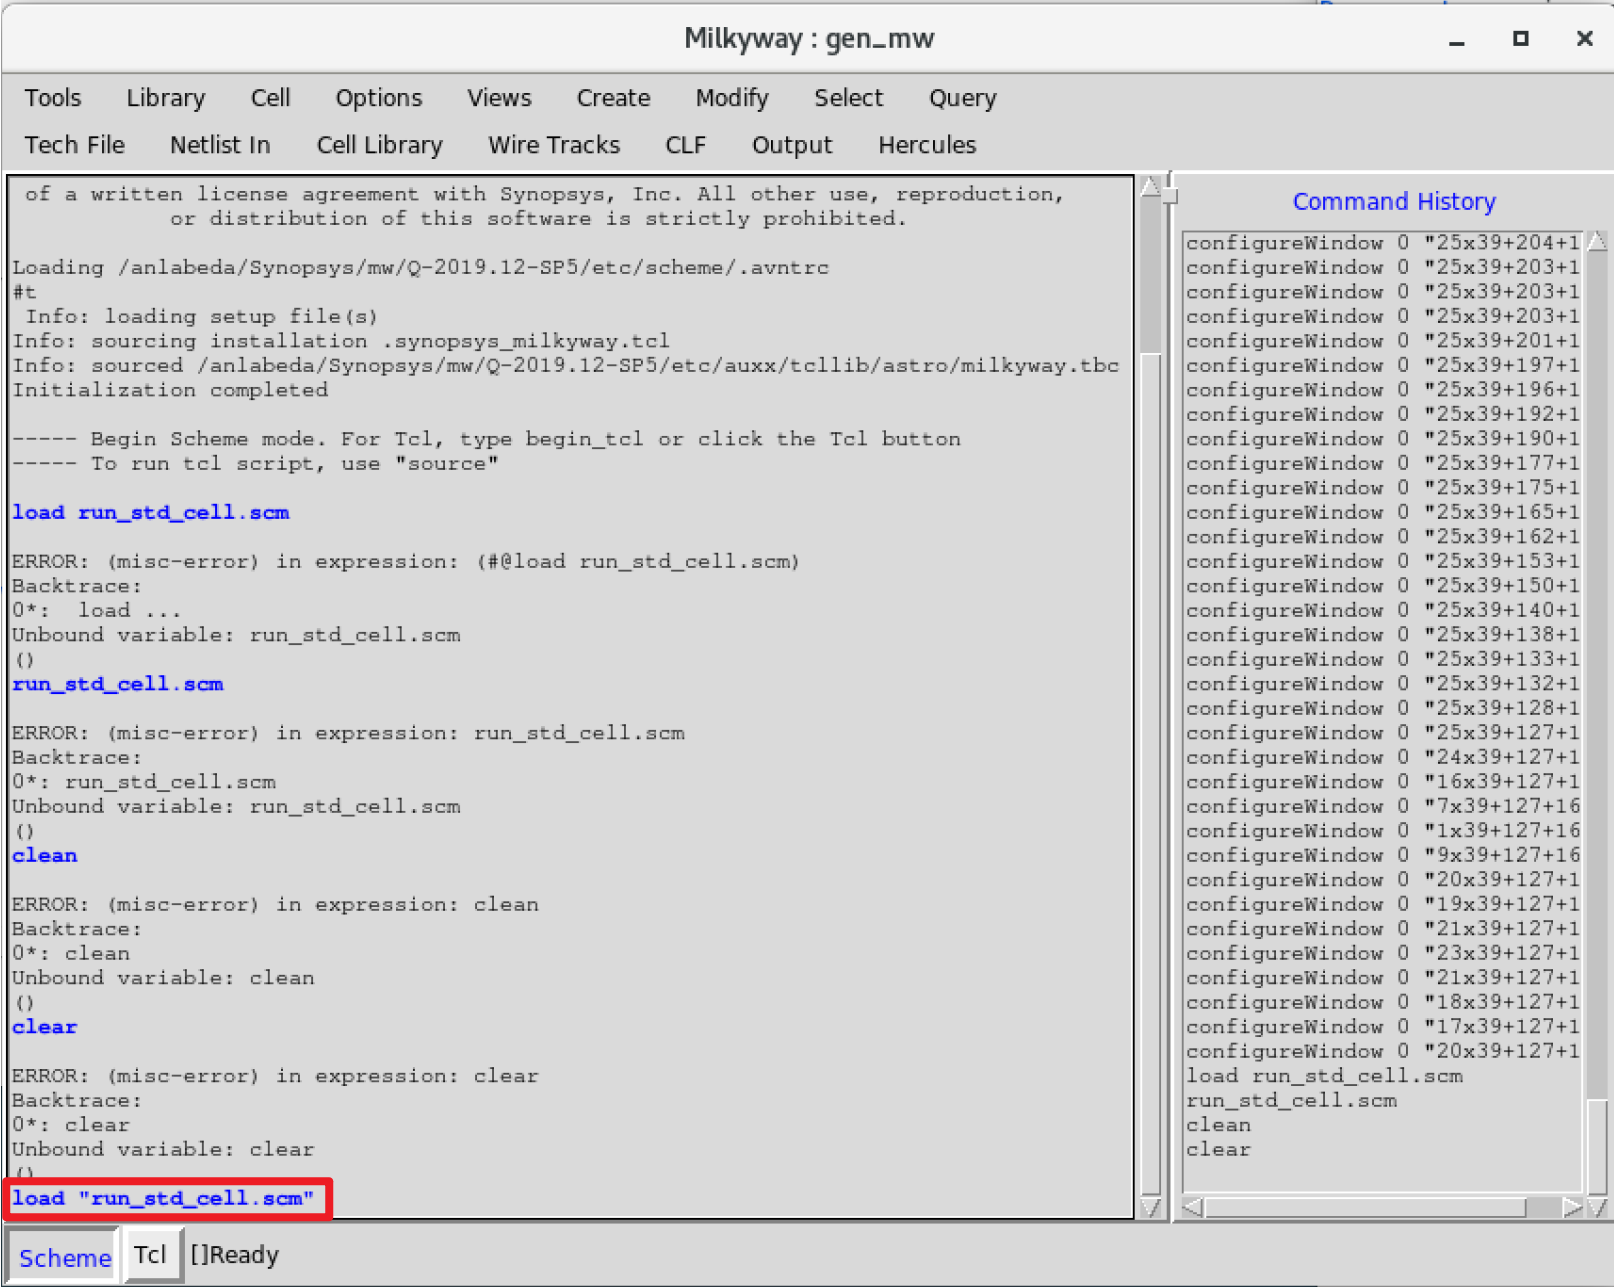 Milkyway : gen_mw
Tools Library Cell Options Views Create Modify Select Query
Tech File Netlist In Cell Library Wire Tracks CLF Output Hercules
of a written license agreement with Synopsys, Inc. All other use, reproduction,
or distribution of this software is strictly prohibited.
Loading /anlabeda/Synopsys/mw/Q-2019.12-SP5/etc/scheme/.avntrc
#t
Info: loading setup file(s)
Info: sourcing installation .synopsys_milkyway.tcl
Info: sourced /anlabeda/Synopsys/mw/Q-2019.12-SP5/etc/auxx/tcllib/astro/milkyway.tbc
Initialization completed
----- Begin Scheme mode. For Tcl, type begin_tcl or click the Tcl button
----- To run tcl script, use "source"
load run_std_cell.scm
ERROR: (misc-error) in expression: (#@load run_std_cell.scm)
Backtrace:
0*:  load ...
Unbound variable: run_std_cell.scm
()
run_std_cell.scm
ERROR: (misc-error) in expression: run_std_cell.scm
Backtrace:
0*: run_std_cell.scm
Unbound variable: run_std_cell.scm
()
clean
ERROR: (misc-error) in expression: clean
Backtrace:
0*: clean
Unbound variable: clean
()
clear
ERROR: (misc-error) in expression: clear
Backtrace:
0*: clear
Unbound variable: clear
()
load "run_std_cell.scm"
Command History
configureWindow 0 "25x39+204+1
configureWindow 0 "25x39+203+1
configureWindow 0 "25x39+203+1
configureWindow 0 "25x39+203+1
configureWindow 0 "25x39+201+1
configureWindow 0 "25x39+197+1
configureWindow 0 "25x39+196+1
configureWindow 0 "25x39+192+1
configureWindow 0 "25x39+190+1
configureWindow 0 "25x39+177+1
configureWindow 0 "25x39+175+1
configureWindow 0 "25x39+165+1
configureWindow 0 "25x39+162+1
configureWindow 0 "25x39+153+1
configureWindow 0 "25x39+150+1
configureWindow 0 "25x39+140+1
configureWindow 0 "25x39+138+1
configureWindow 0 "25x39+133+1
configureWindow 0 "25x39+132+1
configureWindow 0 "25x39+128+1
configureWindow 0 "25x39+127+1
configureWindow 0 "24x39+127+1
configureWindow 0 "16x39+127+1
configureWindow 0 "7x39+127+16
configureWindow 0 "1x39+127+16
configureWindow 0 "9x39+127+16
configureWindow 0 "20x39+127+1
configureWindow 0 "19x39+127+1
configureWindow 0 "21x39+127+1
configureWindow 0 "23x39+127+1
configureWindow 0 "21x39+127+1
configureWindow 0 "18x39+127+1
configureWindow 0 "17x39+127+1
configureWindow 0 "20x39+127+1
load run_std_cell.scm
run_std_cell.scm
clean
clear
Scheme Tcl []Ready